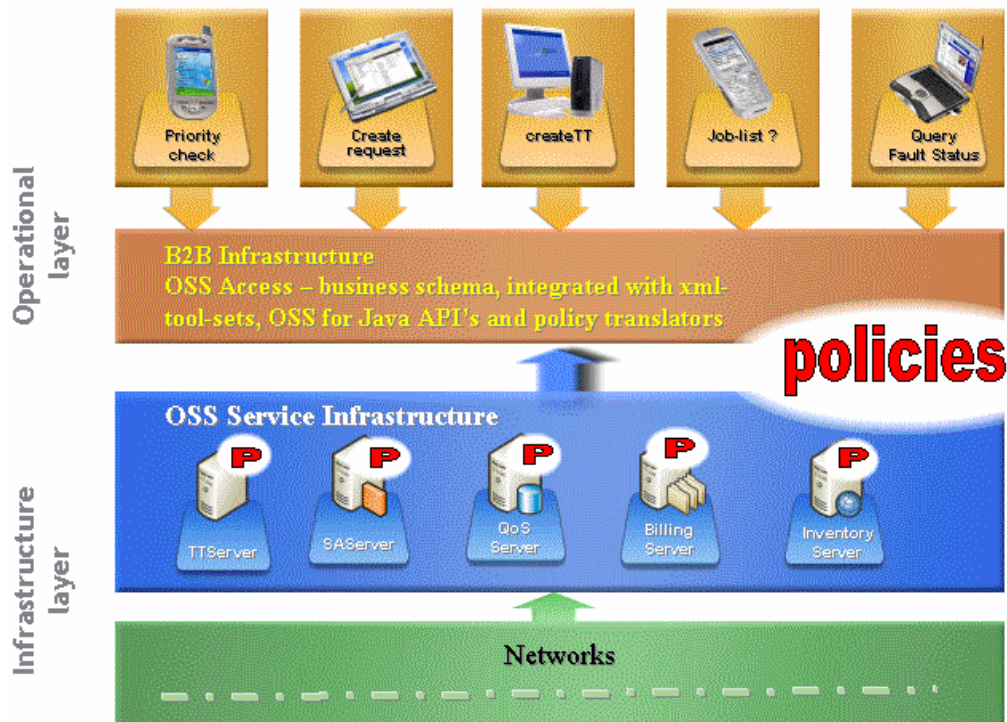 Priority
check
Create
request
createTT
Job-list ?
Query
Fault Status
Operational
layer
B2B Infrastructure
OSS Access – business schema, integrated with xml-
tool-sets, OSS for Java API's and policy translators
policies
OSS Service Infrastructure
P
P
P
P
P
TTServer
SAServer
QoS
Server
Billing
Server
Inventory
Server
Infrastructure
layer
Networks